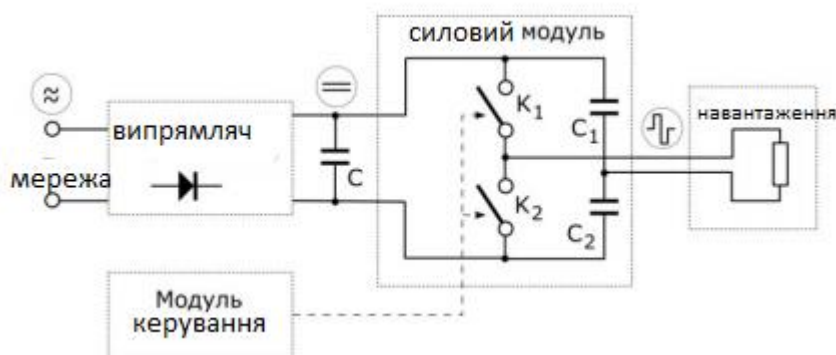 силовий модуль
випрямляч
мережа
C
K1
C1
K2
C2
навантаження
Модуль
керування